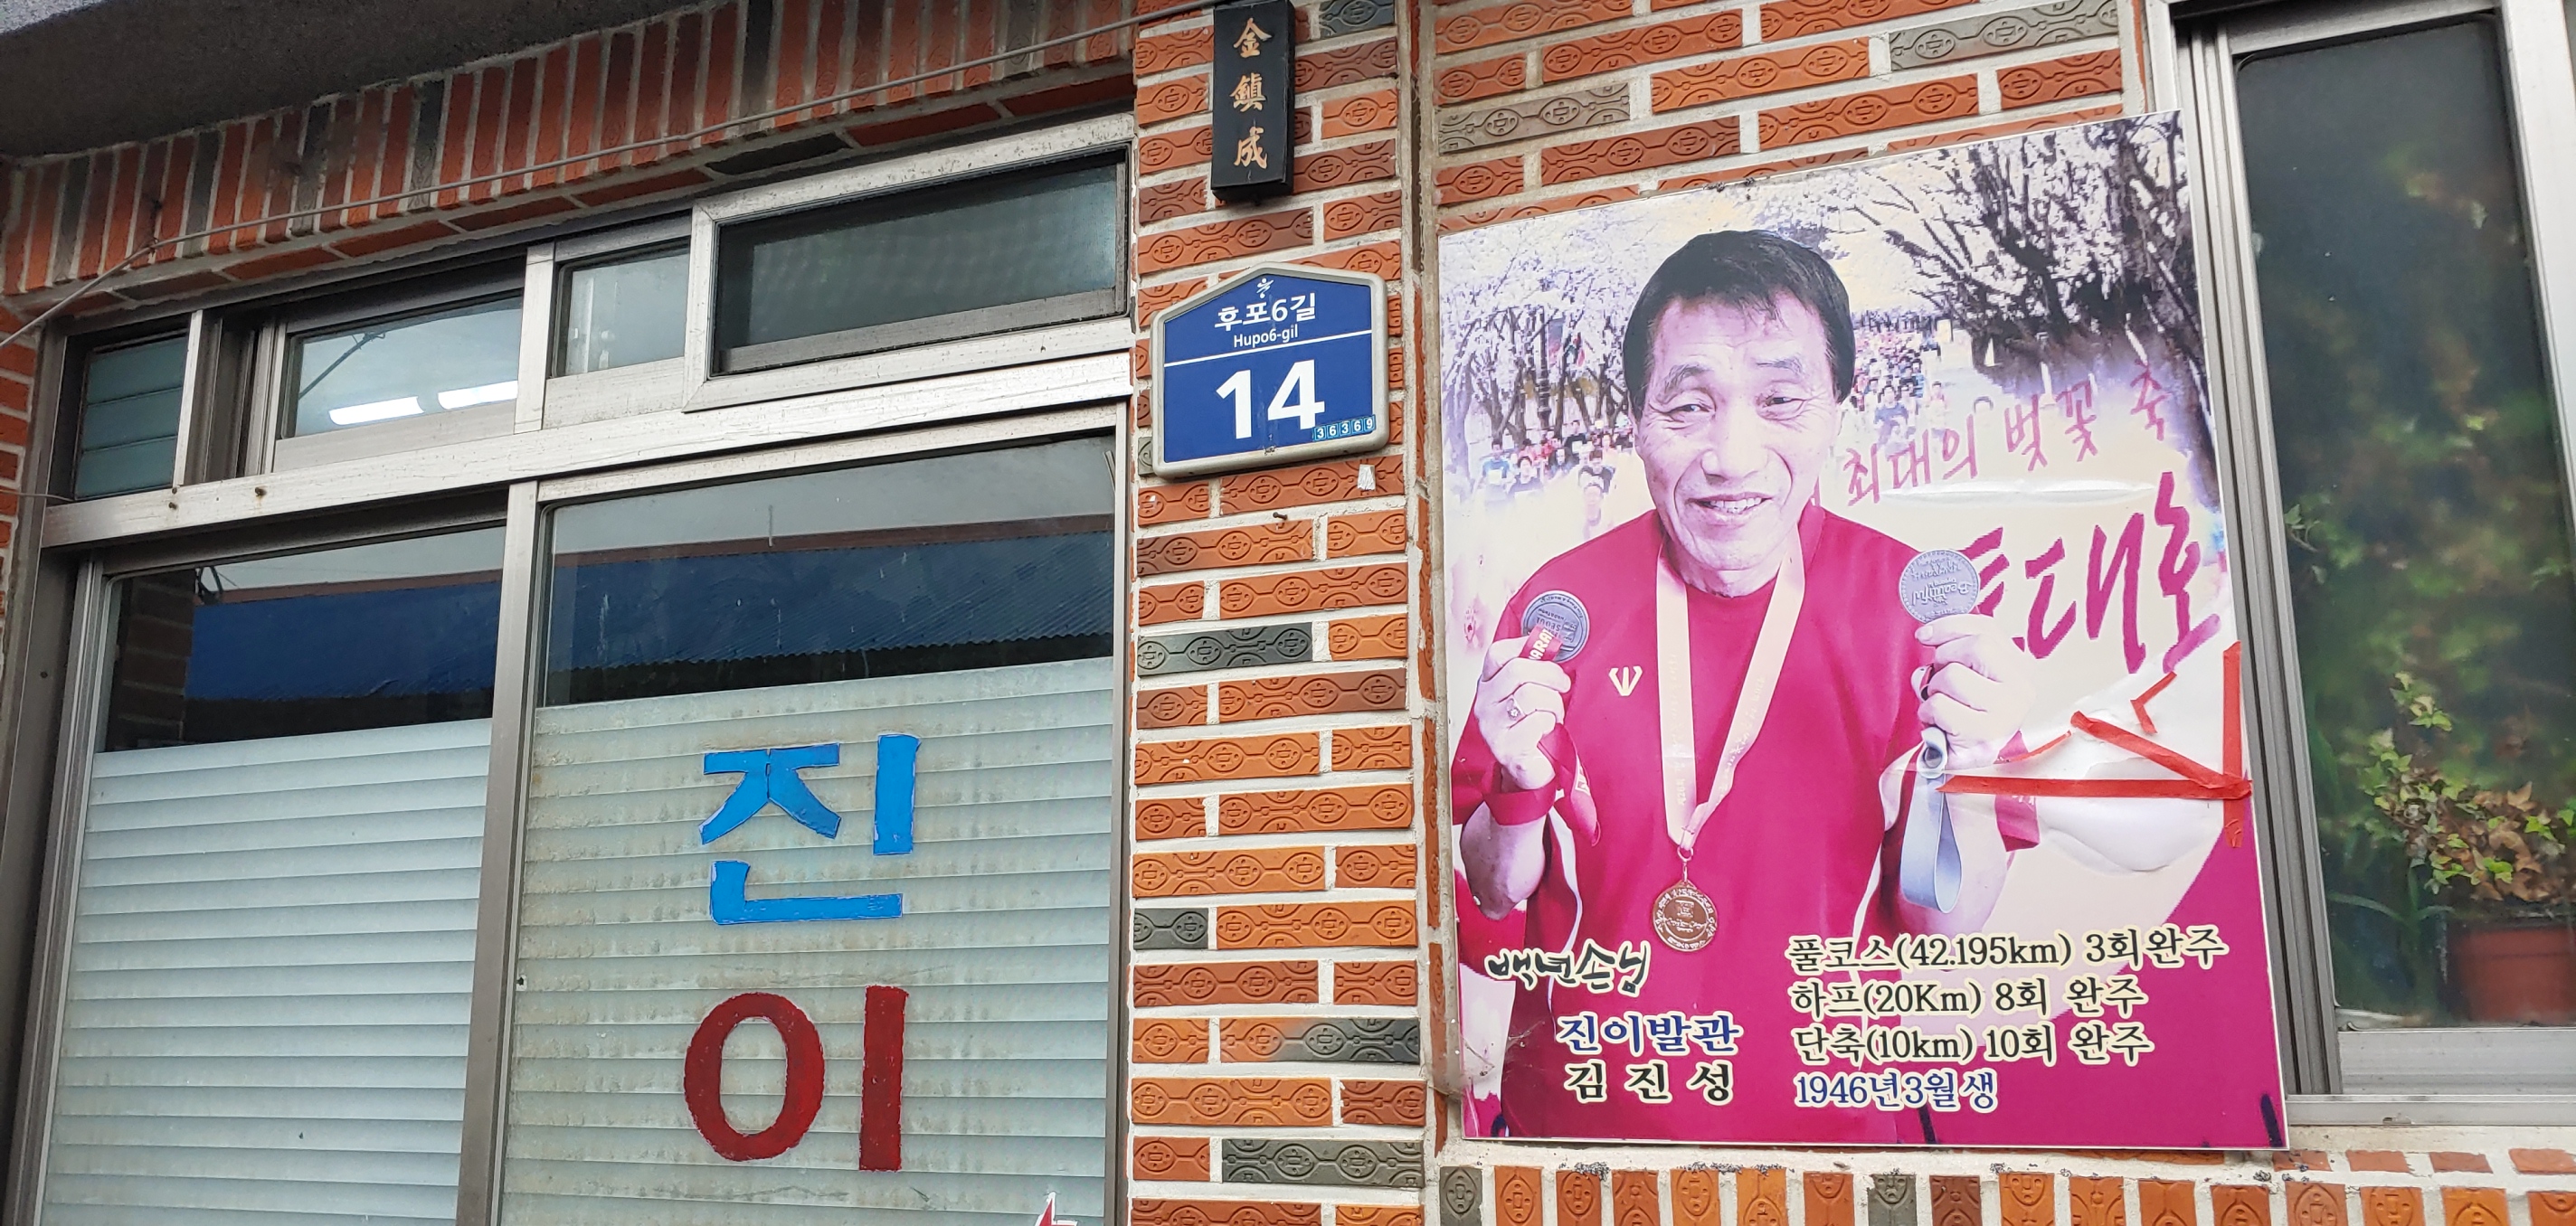 金鎭成
후포6길
Hupo6-gil
14
36369
진
이
최대의 벚꽃 축
대회
백년손님
진이발관
김 진 성
풀코스(42.195km) 3회완주
하프(20Km) 8회 완주
단축(10km) 10회 완주
1946년3월생